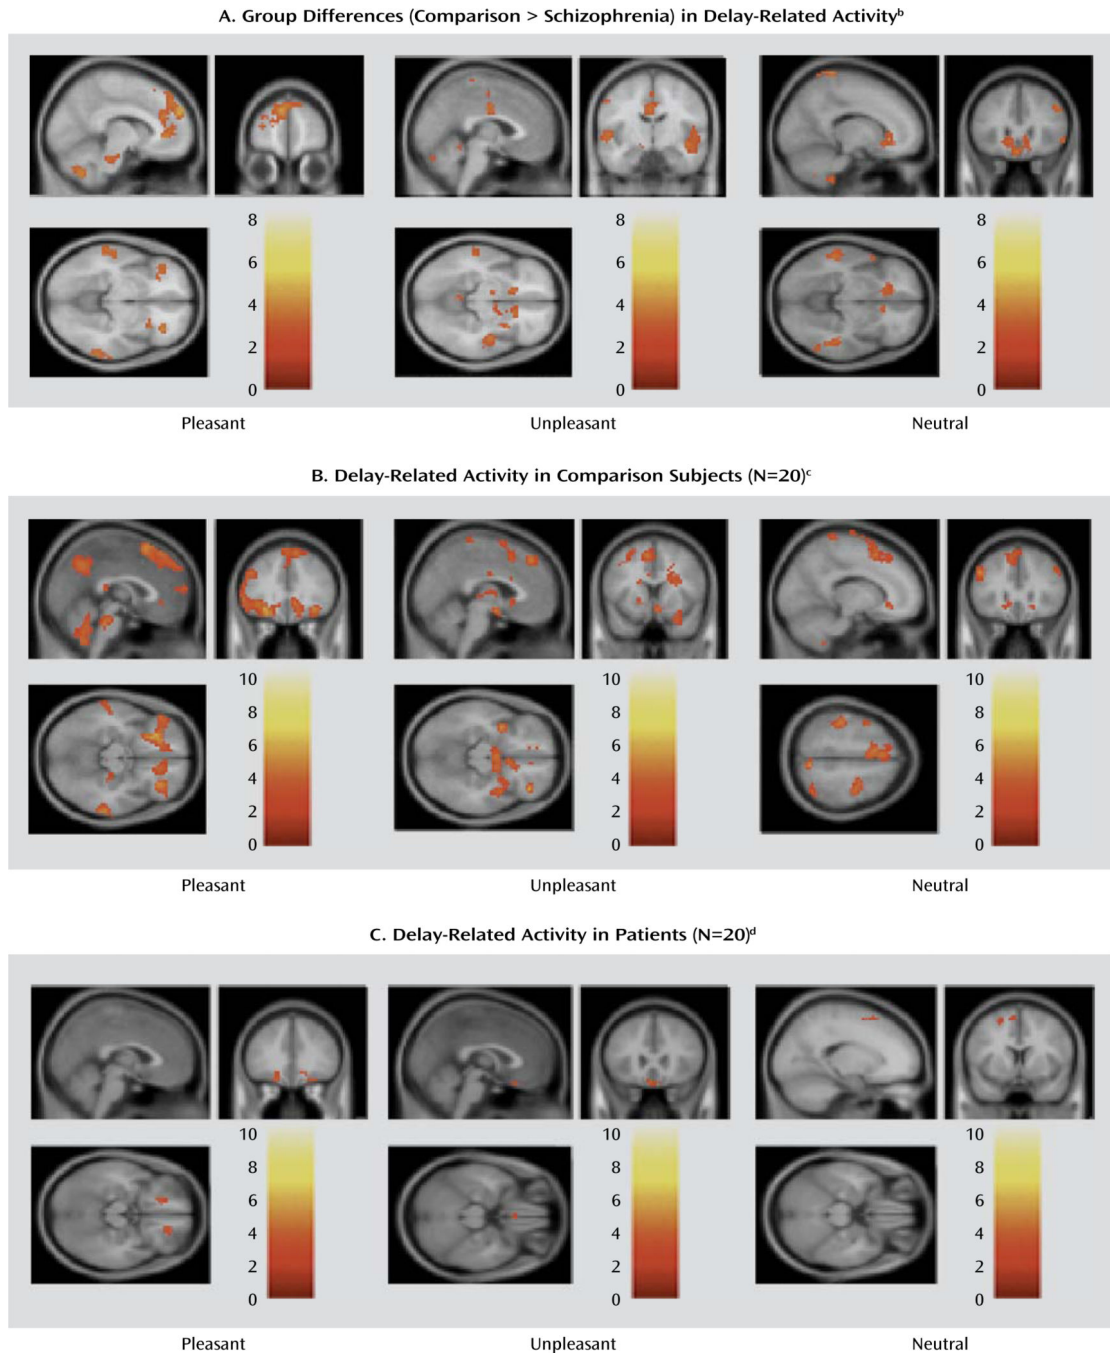 A. Group Differences (Comparison > Schizophrenia) in Delay-Related Activityᵇ
8 8 8
6 6 6
4 4 4
2 2 2
0 0 0
Pleasant Unpleasant Neutral
B. Delay-Related Activity in Comparison Subjects (N=20)ᶜ
10 10 10
8 8 8
6 6 6
4 4 4
2 2 2
0 0 0
Pleasant Unpleasant Neutral
C. Delay-Related Activity in Patients (N=20)ᵈ
10 10 10
8 8 8
6 6 6
4 4 4
2 2 2
0 0 0
Pleasant Unpleasant Neutral